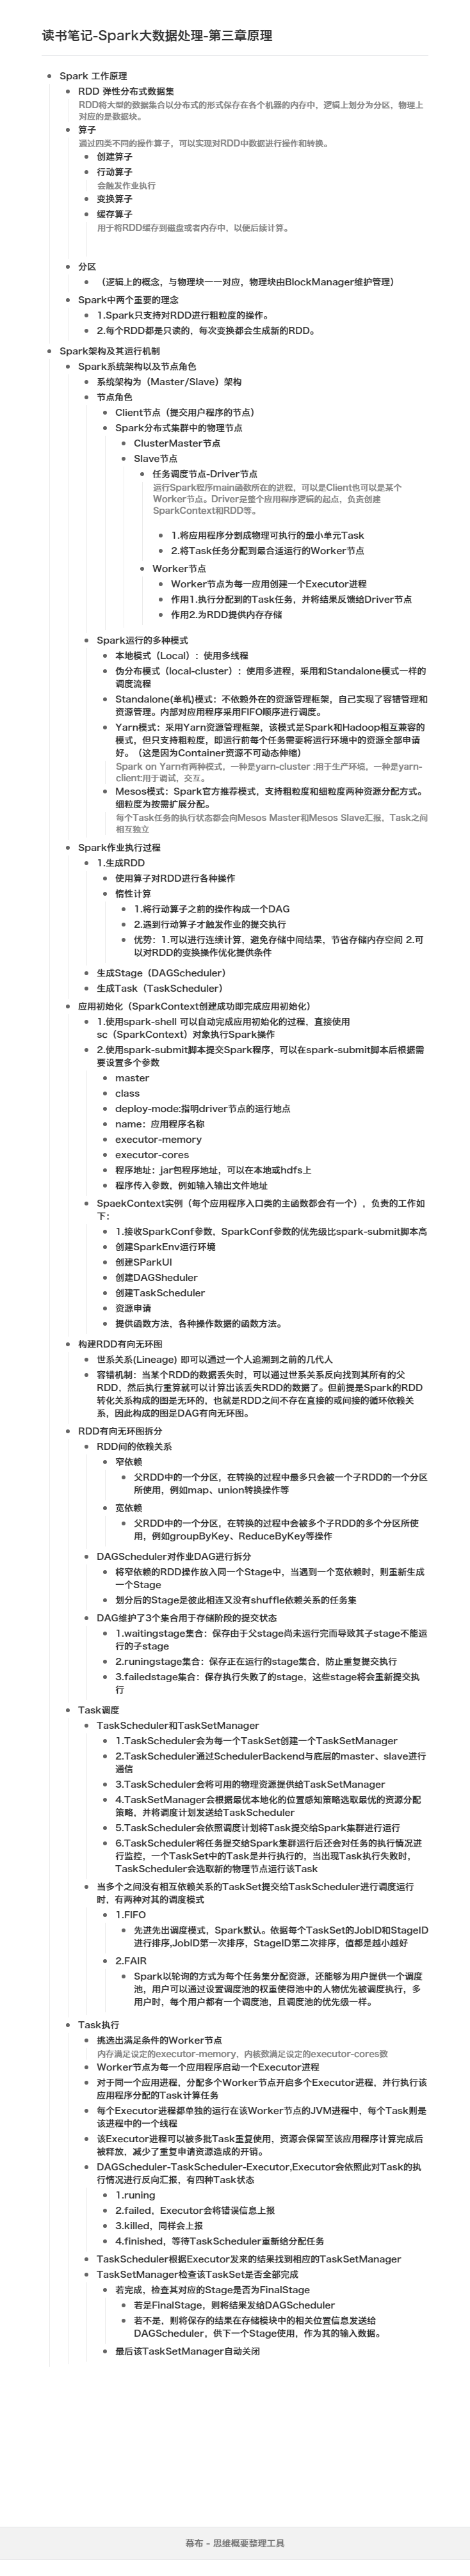 读书笔记-Spark大数据处理-第三章原理
Spark 工作原理
RDD 弹性分布式数据集
RDD将大型的数据集合以分布式的形式保存在各个机器的内存中，逻辑上划分为分区，物理上
对应的是数据块。
算子
通过四类不同的操作算子，可以实现对RDD中数据进行操作和转换。
创建算子
行动算子
会触发作业执行
变换算子
缓存算子
用于将RDD缓存到磁盘或者内存中，以便后续计算。
分区
（逻辑上的概念，与物理块一一对应，物理块由BlockManager维护管理）
Spark中两个重要的理念
1.Spark只支持对RDD进行粗粒度的操作。
2.每个RDD都是只读的，每次变换都会生成新的RDD。
Spark架构及其运行机制
Spark系统架构以及节点角色
系统架构为（Master/Slave）架构
节点角色
Client节点（提交用户程序的节点）
Spark分布式集群中的物理节点
ClusterMaster节点
Slave节点
任务调度节点-Driver节点
运行Spark程序main函数所在的进程，可以是Client也可以是某个
Worker节点。Driver是整个应用程序逻辑的起点，负责创建
SparkContext和RDD等。
1.将应用程序分割成物理可执行的最小单元Task
2.将Task任务分配到最合适运行的Worker节点
Worker节点
Worker节点为每一应用创建一个Executor进程
作用1.执行分配到的Task任务，并将结果反馈给Driver节点
作用2.为RDD提供内存存储
Spark运行的多种模式
本地模式（Local）：使用多线程
伪分布模式（local-cluster）：使用多进程，采用和Standalone模式一样的
调度流程
Standalone(单机)模式：不依赖外在的资源管理框架，自己实现了容错管理和
资源管理。内部对应用程序采用FIFO顺序进行调度。
Yarn模式：采用Yarn资源管理框架，该模式是Spark和Hadoop相互兼容的
模式，但只支持粗粒度，即运行前每个任务需要将运行环境中的资源全部申请
好。（这是因为Container资源不可动态伸缩）
Spark on Yarn有两种模式，一种是yarn-cluster :用于生产环境，一种是yarn-
client:用于调试，交互。
Mesos模式：Spark官方推荐模式，支持粗粒度和细粒度两种资源分配方式。
细粒度为按需扩展分配。
每个Task任务的执行状态都会向Mesos Master和Mesos Slave汇报，Task之间
相互独立
Spark作业执行过程
1.生成RDD
使用算子对RDD进行各种操作
惰性计算
1.将行动算子之前的操作构成一个DAG
2.遇到行动算子才触发作业的提交执行
优势：1.可以进行连续计算，避免存储中间结果，节省存储内存空间 2.可
以对RDD的变换操作优化提供条件
生成Stage（DAGScheduler）
生成Task（TaskScheduler）
应用初始化（SparkContext创建成功即完成应用初始化）
1.使用spark-shell 可以自动完成应用初始化的过程，直接使用
sc（SparkContext）对象执行Spark操作
2.使用spark-submit脚本提交Spark程序，可以在spark-submit脚本后根据需
要设置多个参数
master
class
deploy-mode:指明driver节点的运行地点
name：应用程序名称
executor-memory
executor-cores
程序地址：jar包程序地址，可以在本地或hdfs上
程序传入参数，例如输入输出文件地址
SpaekContext实例（每个应用程序入口类的主函数都会有一个），负责的工作如
下：
1.接收SparkConf参数，SparkConf参数的优先级比spark-submit脚本高
创建SparkEnv运行环境
创建SParkUI
创建DAGSheduler
创建TaskScheduler
资源申请
提供函数方法，各种操作数据的函数方法。
构建RDD有向无环图
世系关系(Lineage) 即可以通过一个人追溯到之前的几代人
容错机制：当某个RDD的数据丢失时，可以通过世系关系反向找到其所有的父
RDD，然后执行重算就可以计算出该丢失RDD的数据了。但前提是Spark的RDD
转化关系构成的图是无环的，也就是RDD之间不存在直接的或间接的循环依赖关
系，因此构成的图是DAG有向无环图。
RDD有向无环图拆分
RDD间的依赖关系
窄依赖
父RDD中的一个分区，在转换的过程中最多只会被一个子RDD的一个分区
所使用，例如map、union转换操作等
宽依赖
父RDD中的一个分区，在转换的过程中会被多个子RDD的多个分区所使
用，例如groupByKey、ReduceByKey等操作
DAGScheduler对作业DAG进行拆分
将窄依赖的RDD操作放入同一个Stage中，当遇到一个宽依赖时，则重新生成
一个Stage
划分后的Stage是彼此相连又没有shuffle依赖关系的任务集
DAG维护了3个集合用于存储阶段的提交状态
1.waitingstage集合：保存由于父stage尚未运行完而导致其子stage不能运
行的子stage
2.runingstage集合：保存正在运行的stage集合，防止重复提交执行
3.failedstage集合：保存执行失败了的stage，这些stage将会重新提交执
行
Task调度
TaskScheduler和TaskSetManager
1.TaskScheduler会为每一个TaskSet创建一个TaskSetManager
2.TaskScheduler通过SchedulerBackend与底层的master、slave进行
通信
3.TaskScheduler会将可用的物理资源提供给TaskSetManager
4.TaskSetManager会根据最优本地化的位置感知策略选取最优的资源分配
策略，并将调度计划发送给TaskScheduler
5.TaskScheduler会依照调度计划将Task提交给Spark集群进行运行
6.TaskScheduler将任务提交给Spark集群运行后还会对任务的执行情况进
行监控，一个TaskSet中的Task是并行执行的，当出现Task执行失败时，
TaskScheduler会选取新的物理节点运行该Task
当多个之间没有相互依赖关系的TaskSet提交给TaskScheduler进行调度运行
时，有两种对其的调度模式
1.FIFO
先进先出调度模式，Spark默认。依据每个TaskSet的JobID和StageID
进行排序,JobID第一次排序，StageID第二次排序，值都是越小越好
2.FAIR
Spark以轮询的方式为每个任务集分配资源，还能够为用户提供一个调度
池，用户可以通过设置调度池的权重使得池中的人物优先被调度执行，多
用户时，每个用户都有一个调度池，且调度池的优先级一样。
Task执行
挑选出满足条件的Worker节点
内存满足设定的executor-memory，内核数满足设定的executor-cores数
Worker节点为每一个应用程序启动一个Executor进程
对于同一个应用进程，分配多个Worker节点开启多个Executor进程，并行执行该
应用程序分配的Task计算任务
每个Executor进程都单独的运行在该Worker节点的JVM进程中，每个Task则是
该进程中的一个线程
该Executor进程可以被多批Task重复使用，资源会保留至该应用程序计算完成后
被释放，减少了重复申请资源造成的开销。
DAGScheduler-TaskScheduler-Executor,Executor会依照此对Task的执
行情况进行反向汇报，有四种Task状态
1.runing
2.failed，Executor会将错误信息上报
3.killed，同样会上报
4.finished，等待TaskScheduler重新给分配任务
TaskScheduler根据Executor发来的结果找到相应的TaskSetManager
TaskSetManager检查该TaskSet是否全部完成
若完成，检查其对应的Stage是否为FinalStage
若是FinalStage，则将结果发给DAGScheduler
若不是，则将保存的结果在存储模块中的相关位置信息发送给
DAGScheduler，供下一个Stage使用，作为其的输入数据。
最后该TaskSetManager自动关闭
幕布 - 思维概要整理工具